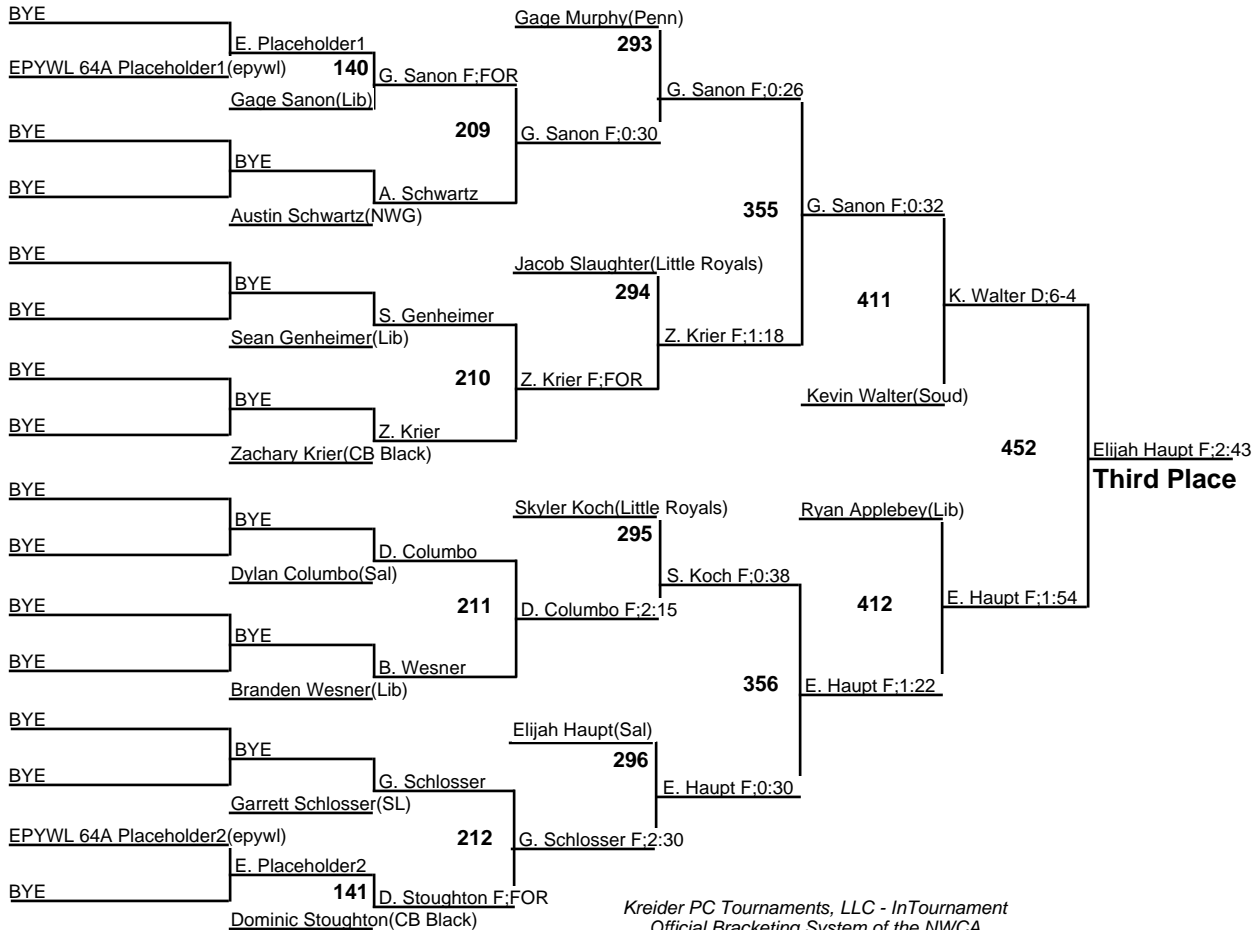 BYE
Gage Murphy(Penn)
E. Placeholder1
293
EPYWL 64A Placeholder1(epywl)
140
G. Sanon F;FOR
G. Sanon F;0:26
Gage Sanon(Lib)
BYE
209
G. Sanon F;0:30
BYE
BYE
A. Schwartz
Austin Schwartz(NWG)
355
G. Sanon F;0:32
BYE
Jacob Slaughter(Little Royals)
BYE
294
411
K. Walter D;6-4
BYE
S. Genheimer
Sean Genheimer(Lib)
Z. Krier F;1:18
BYE
210
Z. Krier F;FOR
BYE
Kevin Walter(Soud)
BYE
Z. Krier
Zachary Krier(CB Black)
452
Elijah Haupt F;2:43
Third Place
BYE
Skyler Koch(Little Royals)
Ryan Applebey(Lib)
BYE
295
BYE
D. Columbo
Dylan Columbo(Sal)
S. Koch F;0:38
BYE
211
D. Columbo F;2:15
412
E. Haupt F;1:54
BYE
BYE
B. Wesner
Branden Wesner(Lib)
356
E. Haupt F;1:22
BYE
Elijah Haupt(Sal)
BYE
296
BYE
G. Schlosser
Garrett Schlosser(SL)
E. Haupt F;0:30
EPYWL 64A Placeholder2(epywl)
212
G. Schlosser F;2:30
E. Placeholder2
BYE
141
D. Stoughton F;FOR
Dominic Stoughton(CB Black)
Kreider PC Tournaments, LLC - InTournament
Official Bracketing System of the NWCA